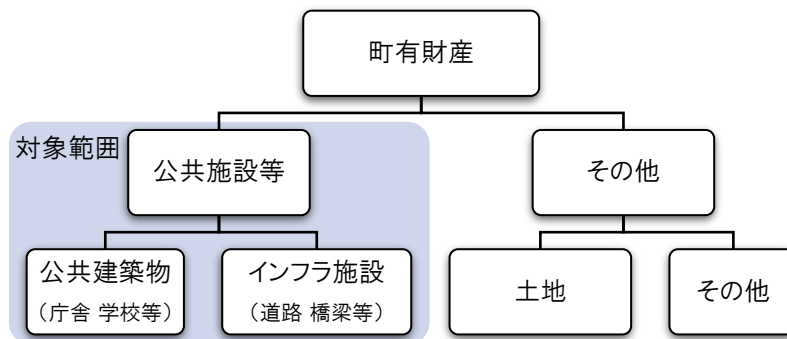 町有財産
対象範囲
公共施設等
その他
公共建築物
（庁舎 学校等）
インフラ施設
（道路 橋梁等）
土地
その他